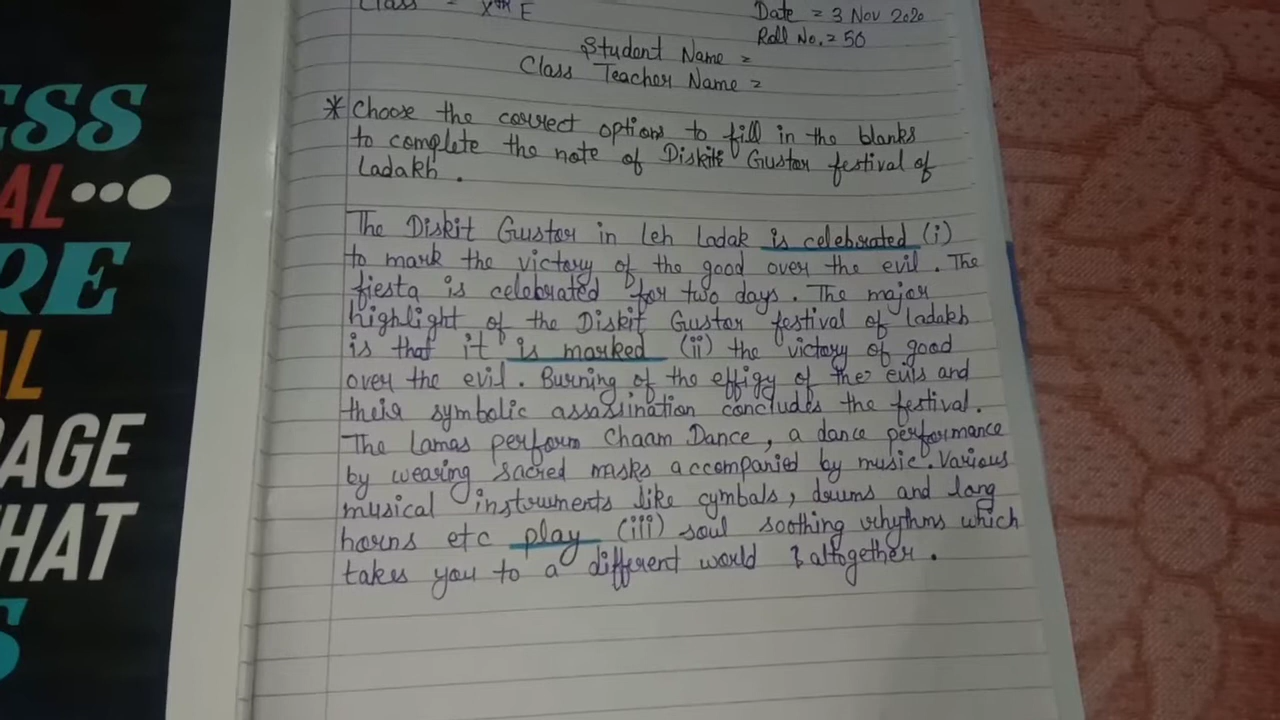 Class = Xth E
Date = 3 Nov 2020
Roll No. = 50
Student Name =
Class Teacher Name =
* Choose the correct options to fill in the blanks
to complete the note of Diskit Gustor festival of
Ladakh.
The Diskit Gustor in Leh Ladak is celebrated (i)
to mark the victory of the good over the evil. The
fiesta is celebrated for two days. The major
highlight of the Diskit Gustor festival of Ladakh
is that it is marked (ii) the victory of good
over the evil. Burning of the effigy of the evils and
their symbolic assassination concludes the festival.
The Lamas perform Chaam Dance, a dance performance
by wearing sacred masks accompanied by music. Various
musical instruments like cymbals, drums and long
horns etc play (iii) soul soothing rhythms which
takes you to a different world altogether.
ESS
AL...
RE
AL
PAGE
HAT
S